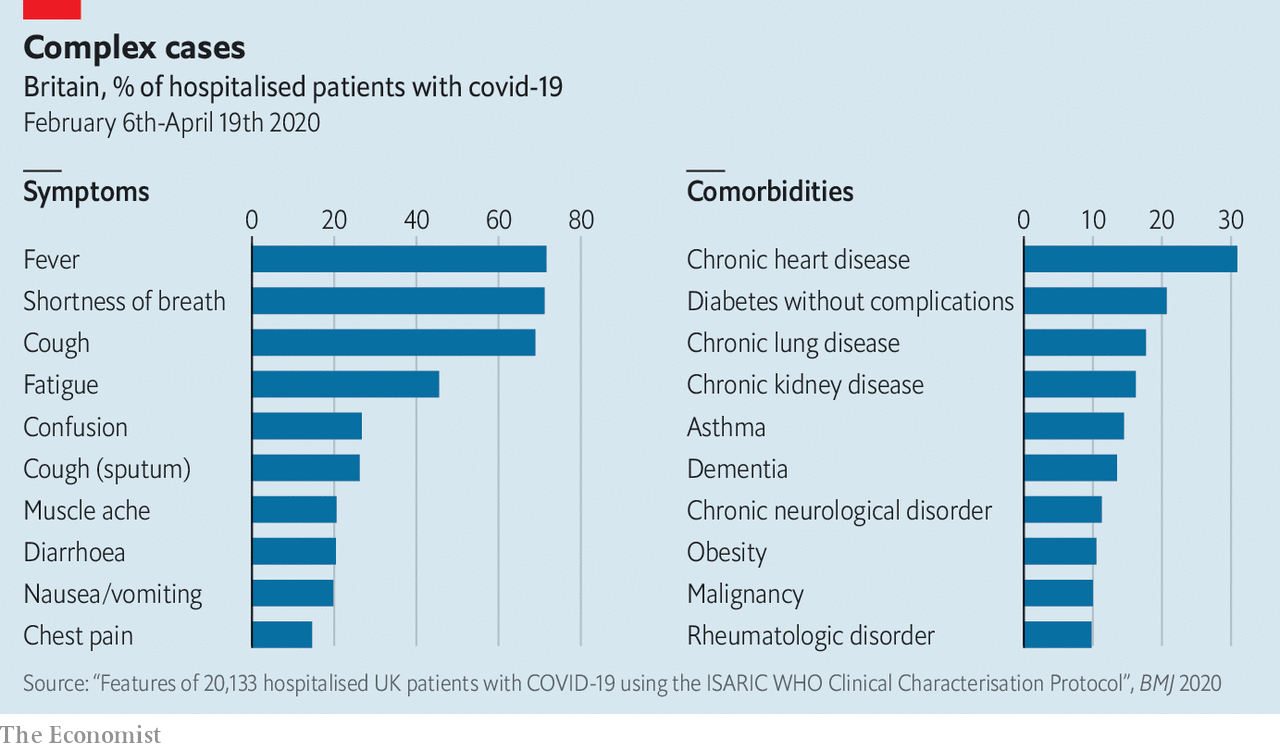 Complex cases
Britain, % of hospitalised patients with covid-19
February 6th-April 19th 2020
Symptoms
0 20 40 60 80
Fever
Shortness of breath
Cough
Fatigue
Confusion
Cough (sputum)
Muscle ache
Diarrhoea
Nausea/vomiting
Chest pain
Comorbidities
0 10 20 30
Chronic heart disease
Diabetes without complications
Chronic lung disease
Chronic kidney disease
Asthma
Dementia
Chronic neurological disorder
Obesity
Malignancy
Rheumatologic disorder
Source: “Features of 20,133 hospitalised UK patients with COVID-19 using the ISARIC WHO Clinical Characterisation Protocol”, BMJ 2020
The Economist